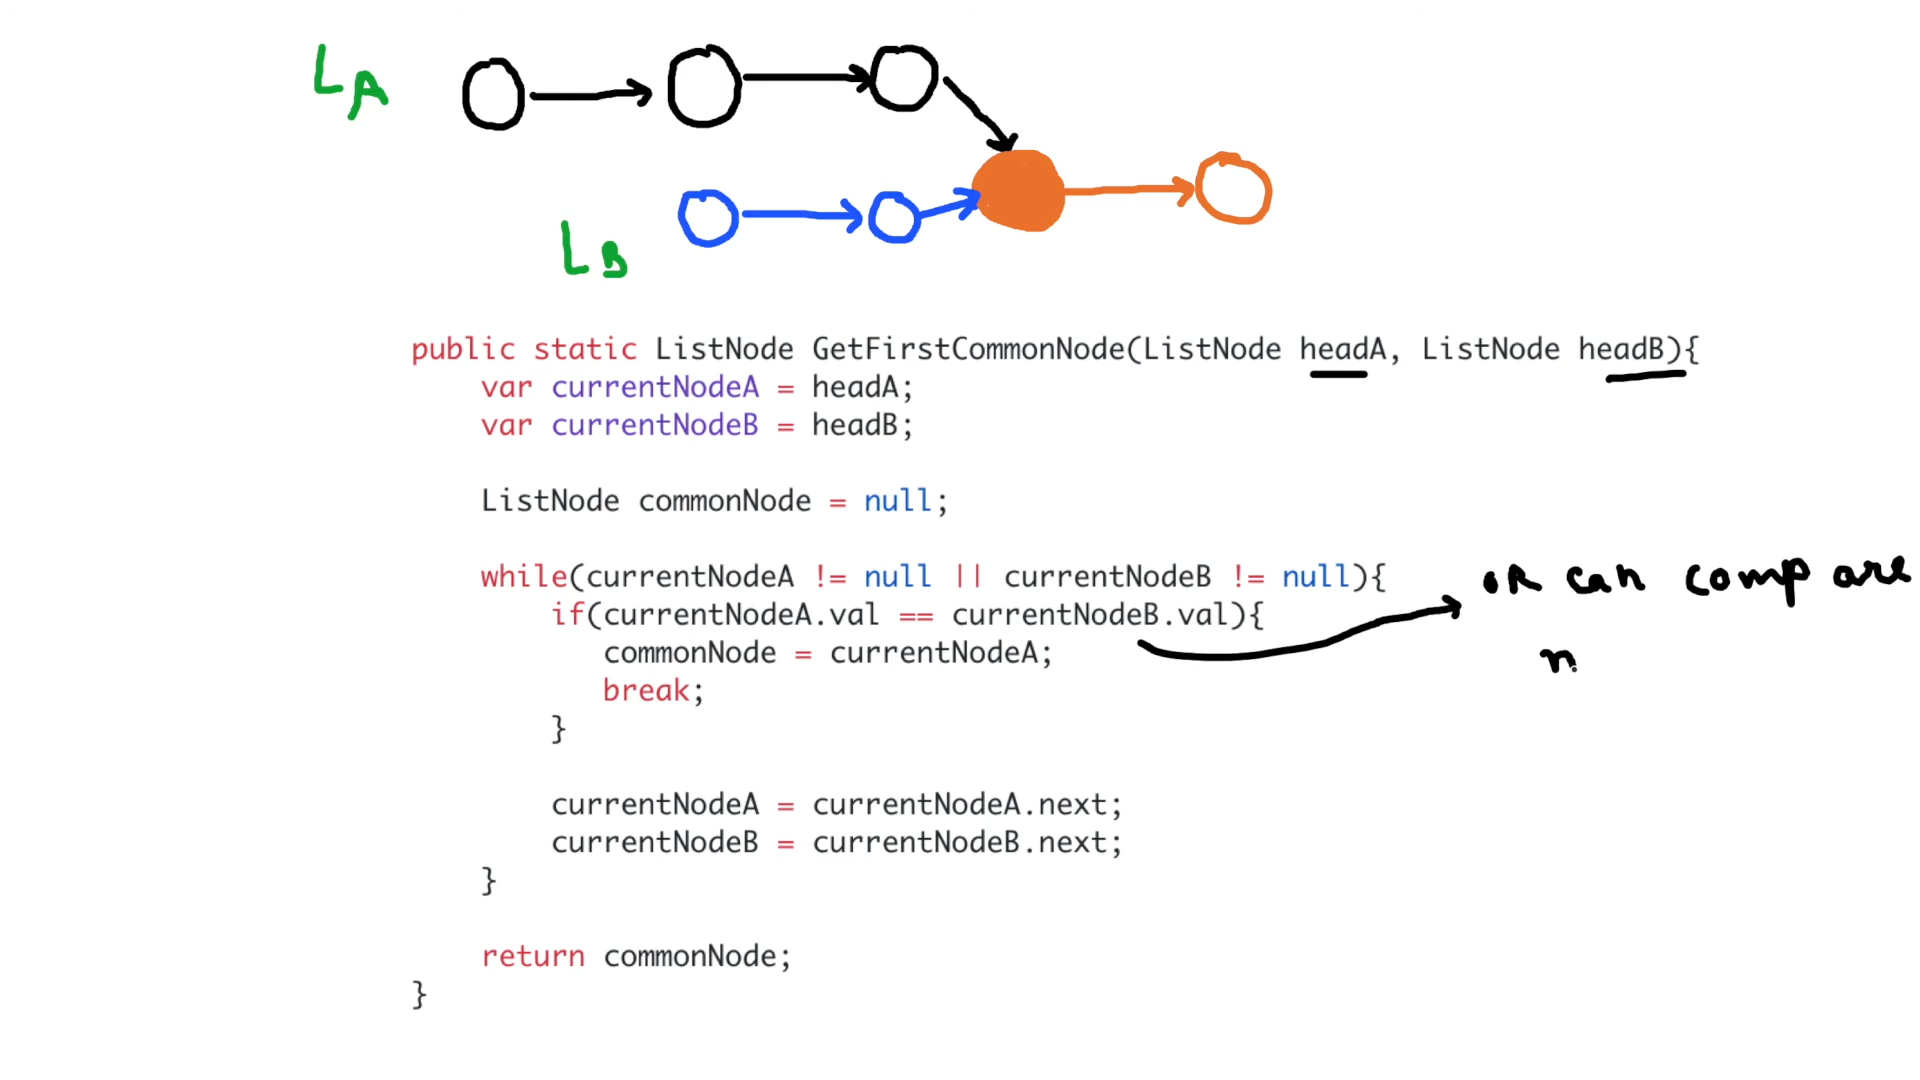 LA
LB
public static ListNode GetFirstCommonNode(ListNode headA, ListNode headB){
var currentNodeA = headA;
var currentNodeB = headB;
ListNode commonNode = null;
while(currentNodeA != null || currentNodeB != null){
if(currentNodeA.val == currentNodeB.val){
commonNode = currentNodeA;
break;
}
currentNodeA = currentNodeA.next;
currentNodeB = currentNodeB.next;
}
return commonNode;
}
OR can compare
n